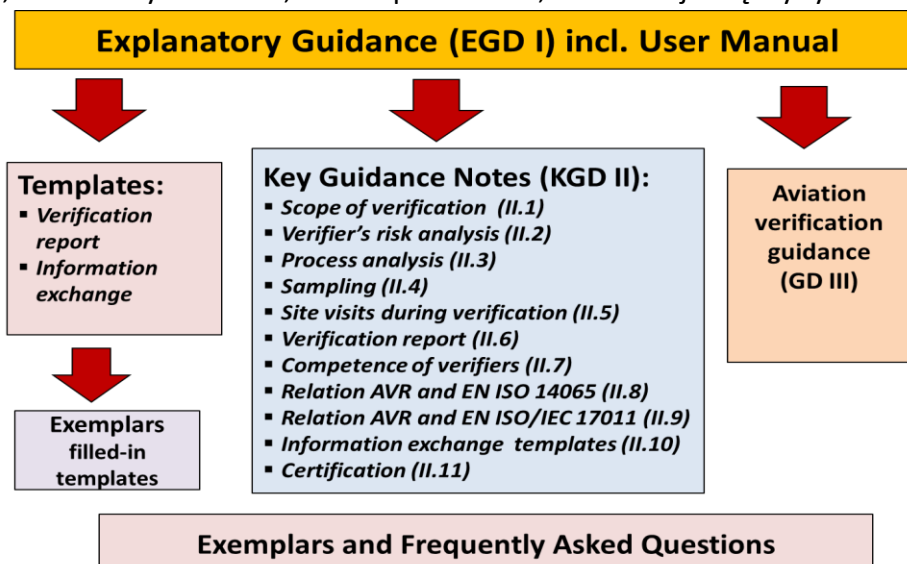 Explanatory Guidance (EGD I) incl. User Manual
Templates:
▪ Verification
report
▪ Information
exchange
Exemplars
filled-in
templates
Key Guidance Notes (KGD II):
▪ Scope of verification (II.1)
▪ Verifier's risk analysis (II.2)
▪ Process analysis (II.3)
▪ Sampling (II.4)
▪ Site visits during verification (II.5)
▪ Verification report (II.6)
▪ Competence of verifiers (II.7)
▪ Relation AVR and EN ISO 14065 (II.8)
▪ Relation AVR and EN ISO/IEC 17011 (II.9)
▪ Information exchange templates (II.10)
▪ Certification (II.11)
Aviation
verification
guidance
(GD III)
Exemplars and Frequently Asked Questions